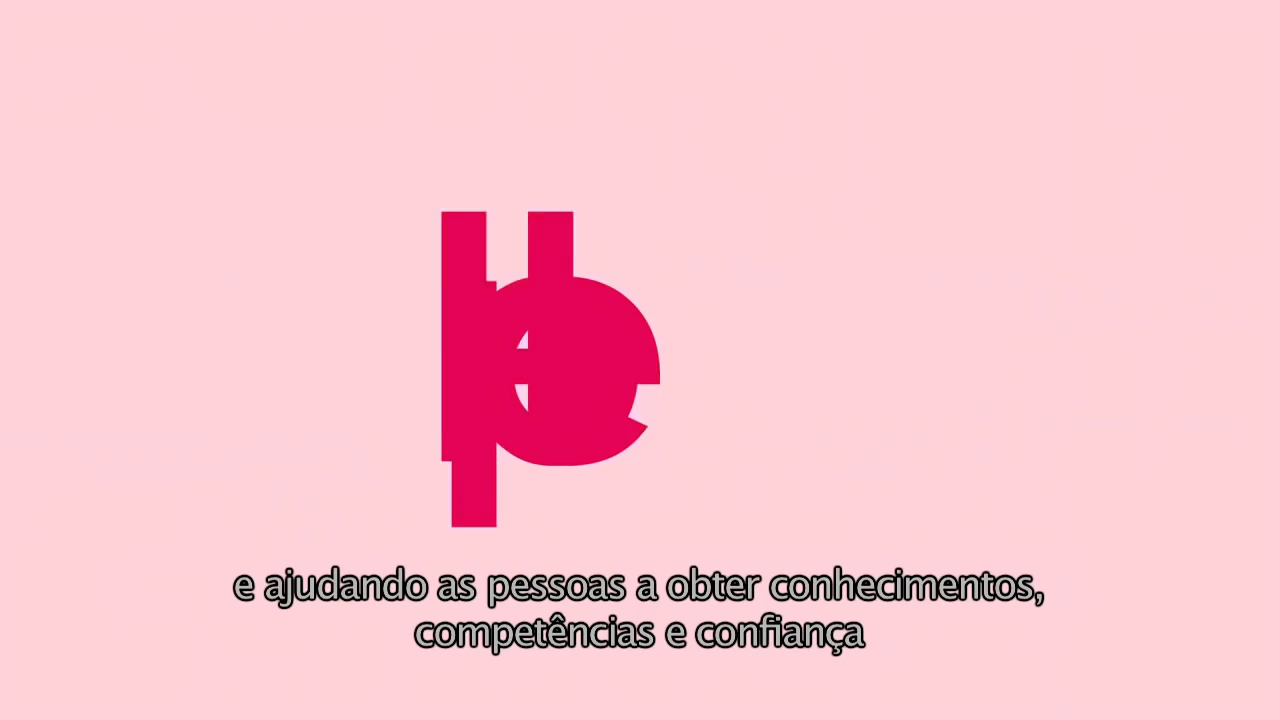 e ajudando as pessoas a obter conhecimentos,
competências e confiança